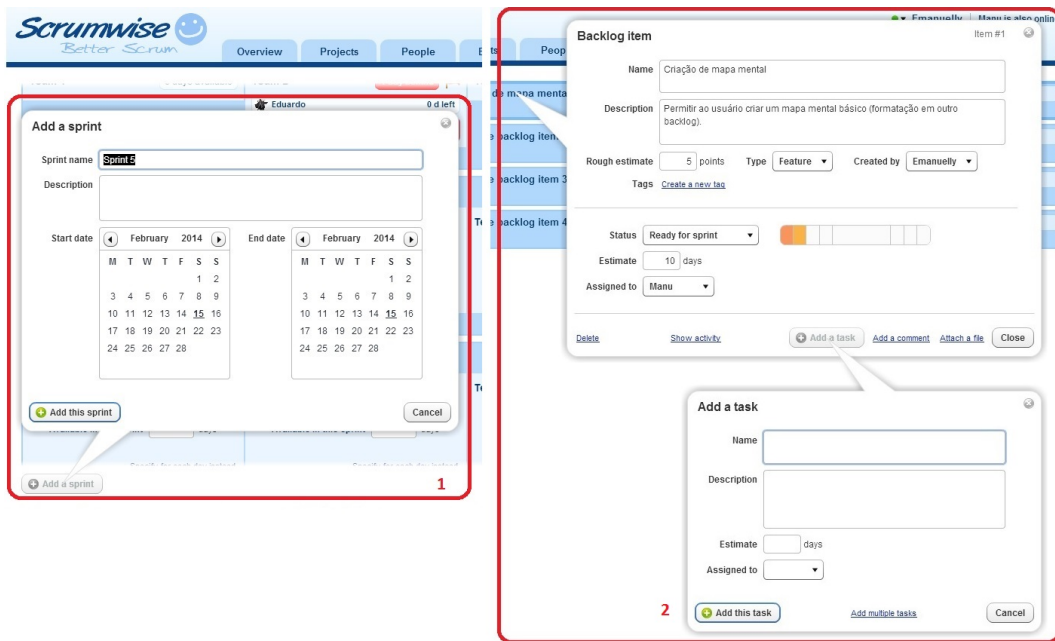 Scrumwise
Better Scrum
Overview Projects People
Eduardo 0 d left
Add a sprint
Sprint name Sprint 5
Description
Start date February 2014 End date February 2014
M T W T F S S M T W T F S S
1 2 1 2
3 4 5 6 7 8 9 3 4 5 6 7 8 9
10 11 12 13 14 15 16 10 11 12 13 14 15 16
17 18 19 20 21 22 23 17 18 19 20 21 22 23
24 25 26 27 28 24 25 26 27 28
Add this sprint Cancel
Add a sprint 1
Emanuelly Manu is also onlin
Peop
Backlog item Item #1
Name Criação de mapa mental
de mapa menta
Description Permitir ao usuário criar um mapa mental básico (formatação em outro
backlog).
Rough estimate 5 points Type Feature Created by Emanuelly
backlog item 3
Tags Create a new tag
backlog item 4
Status Ready for sprint
Estimate 10 days
Assigned to Manu
Delete Show activity Add a task Add a comment Attach a file Close
Add a task
Name
Description
Estimate days
Assigned to
2 Add this task Add multiple tasks Cancel